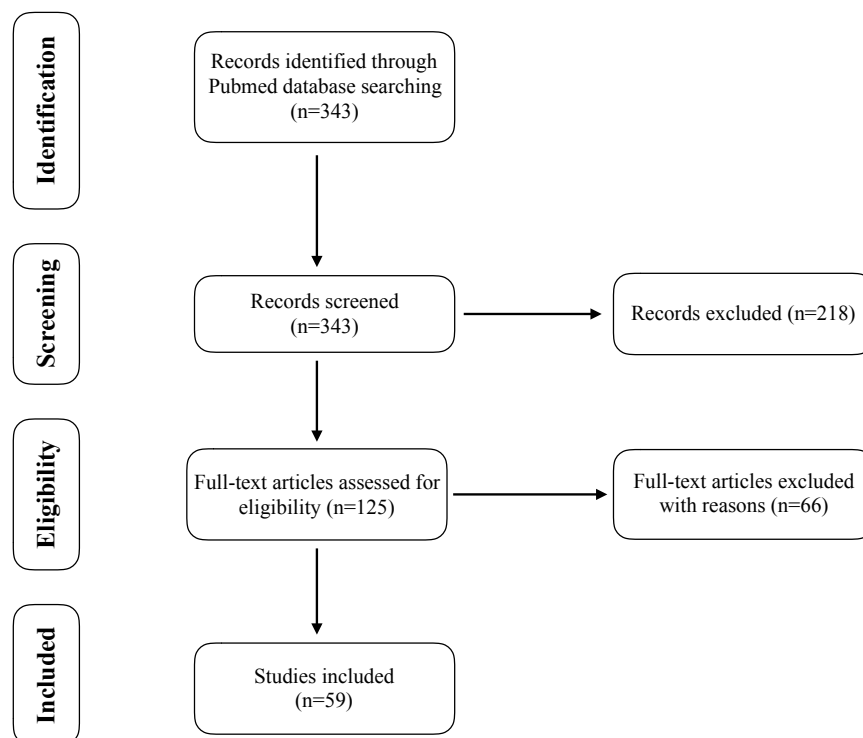 Identification
Records identified through
Pubmed database searching
(n=343)
Screening
Records screened
(n=343)
Records excluded (n=218)
Eligibility
Full-text articles assessed for
eligibility (n=125)
Full-text articles excluded
with reasons (n=66)
Included
Studies included
(n=59)